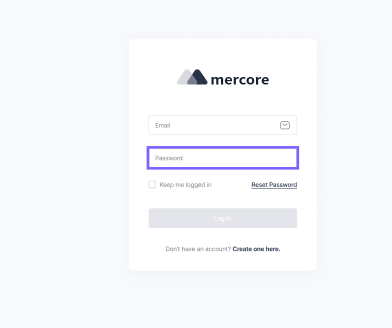 mercore
Email
Password
Keep me logged in
Reset Password
Log In
Don't have an account? Create one here.